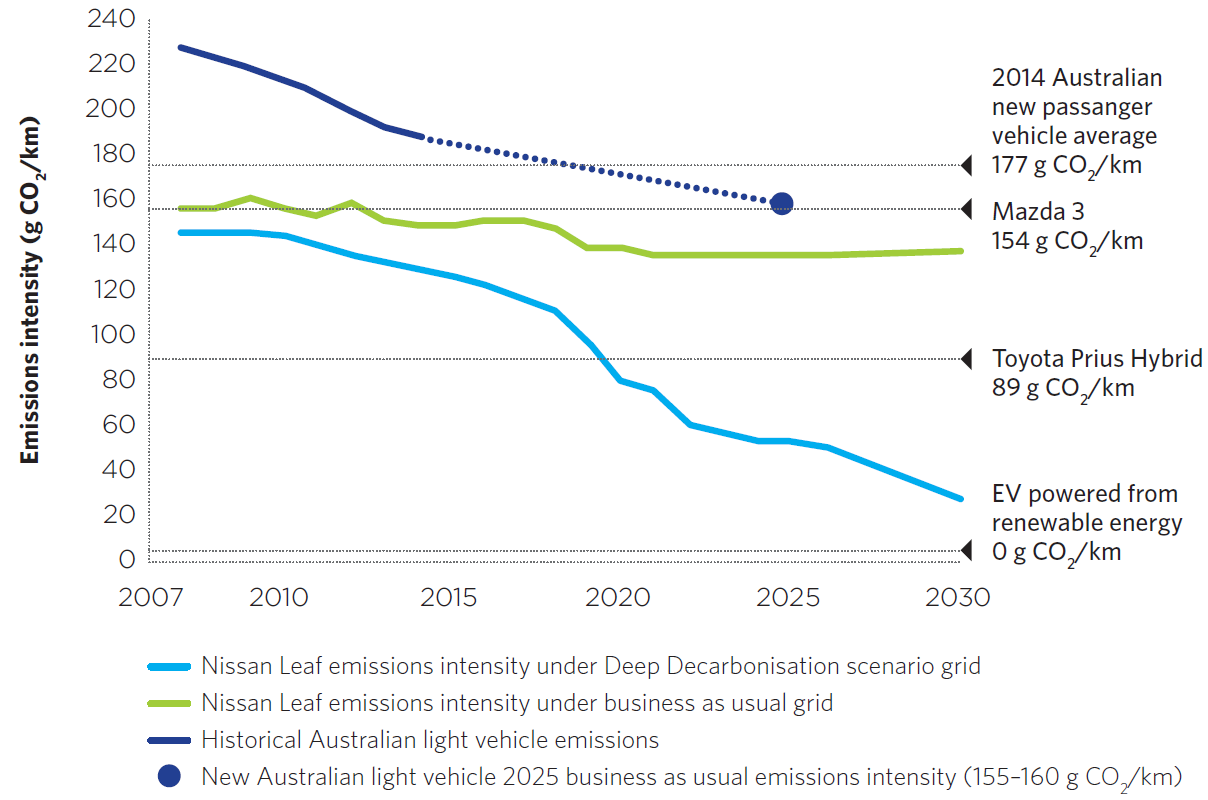 Emissions intensity (g CO₂/km)
240
220
200
180
160
140
120
100
80
60
40
20
0
2007 2010 2015 2020 2025 2030
2014 Australian
new passanger
vehicle average
177 g CO₂/km
Mazda 3
154 g CO₂/km
Toyota Prius Hybrid
89 g CO₂/km
EV powered from
renewable energy
0 g CO₂/km
Nissan Leaf emissions intensity under Deep Decarbonisation scenario grid
Nissan Leaf emissions intensity under business as usual grid
Historical Australian light vehicle emissions
New Australian light vehicle 2025 business as usual emissions intensity (155–160 g CO₂/km)